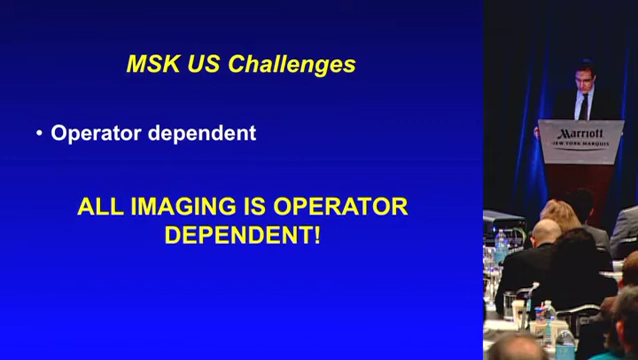 MSK US Challenges
• Operator dependent
ALL IMAGING IS OPERATOR
DEPENDENT!
Marriott
NEW YORK MARQUIS